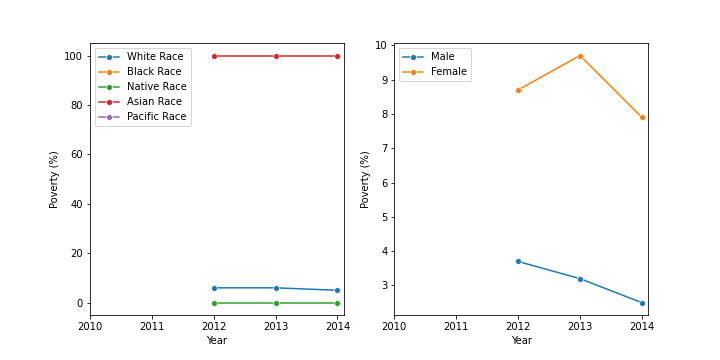 White Race
Black Race
Native Race
Asian Race
Pacific Race
100
80
60
40
20
0
Poverty (%)
2010
2011
2012
2013
2014
Year
Male
Female
10
9
8
7
6
5
4
3
Poverty (%)
2010
2011
2012
2013
2014
Year